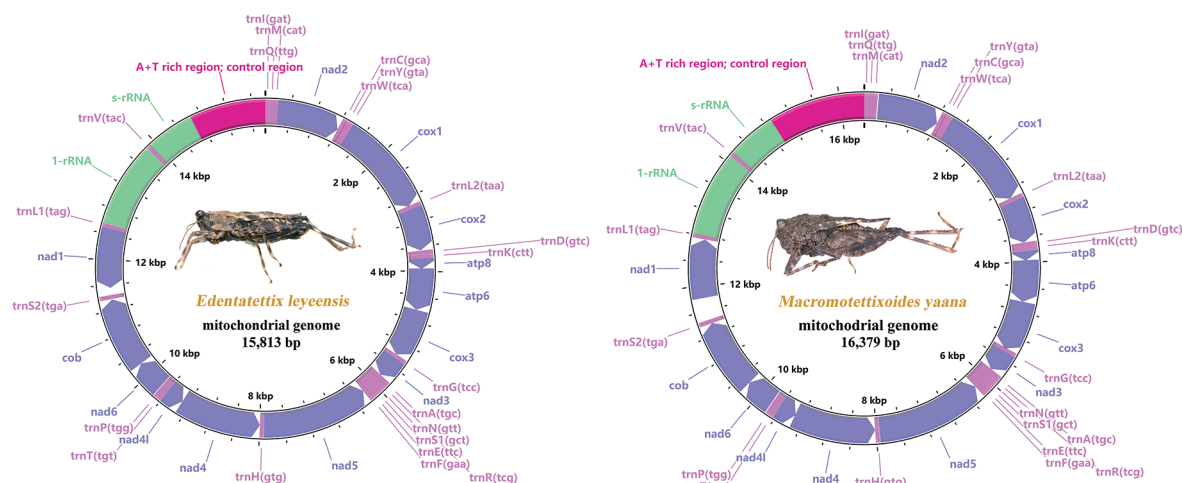 trnI(gat)
trnM(cat)
trnQ(ttg)
A+T rich region; control region
nad2
trnC(gca)
trnY(gta)
trnW(tca)
s-rRNA
trnV(tac)
1-rRNA
trnL1(tag)
nad1
trnS2(tga)
cob
nad6
trnP(tgg)
nad4l
trnT(tgt)
nad4
trnH(gtg)
nad5
cox1
trnL2(taa)
cox2
trnD(gtc)
trnK(ctt)
atp8
atp6
cox3
trnG(tcc)
nad3
trnA(tgc)
trnN(gtt)
trnS1(gct)
trnE(ttc)
trnF(gaa)
trnR(tcg)
14 kbp
2 kbp
12 kbp
4 kbp
10 kbp
6 kbp
8 kbp
Edentatettix leyeensis
mitochondrial genome
15,813 bp
trnI(gat)
trnQ(ttg)
trnM(cat)
A+T rich region; control region
nad2
trnY(gta)
trnC(gca)
trnW(tca)
s-rRNA
trnV(tac)
1-rRNA
trnL1(tag)
nad1
trnS2(tga)
cob
nad6
nad4l
trnP(tgg)
nad4
trnH(gtg)
nad5
cox1
trnL2(taa)
cox2
trnD(gtc)
trnK(ctt)
atp8
atp6
cox3
trnG(tcc)
nad3
trnN(gtt)
trnS1(gct)
trnA(tgc)
trnE(ttc)
trnF(gaa)
trnR(tcg)
16 kbp
14 kbp
2 kbp
12 kbp
4 kbp
10 kbp
6 kbp
8 kbp
Macromotettixoides yaana
mitochodrial genome
16,379 bp